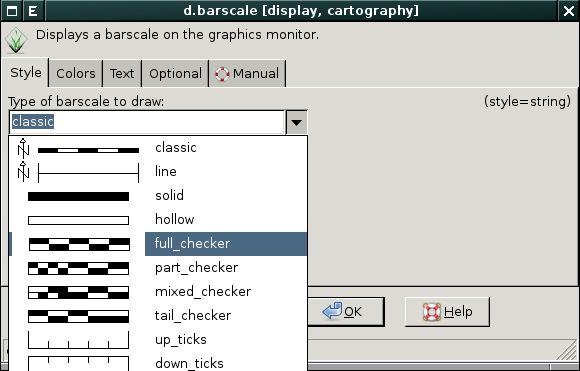 d.barscale [display, cartography]
Displays a barscale on the graphics monitor.
Style Colors Text Optional Manual
Type of barscale to draw: (style=string)
classic
N classic
N line
solid
hollow
full_checker
part_checker
mixed_checker
tail_checker
OK Help
up_ticks
down_ticks